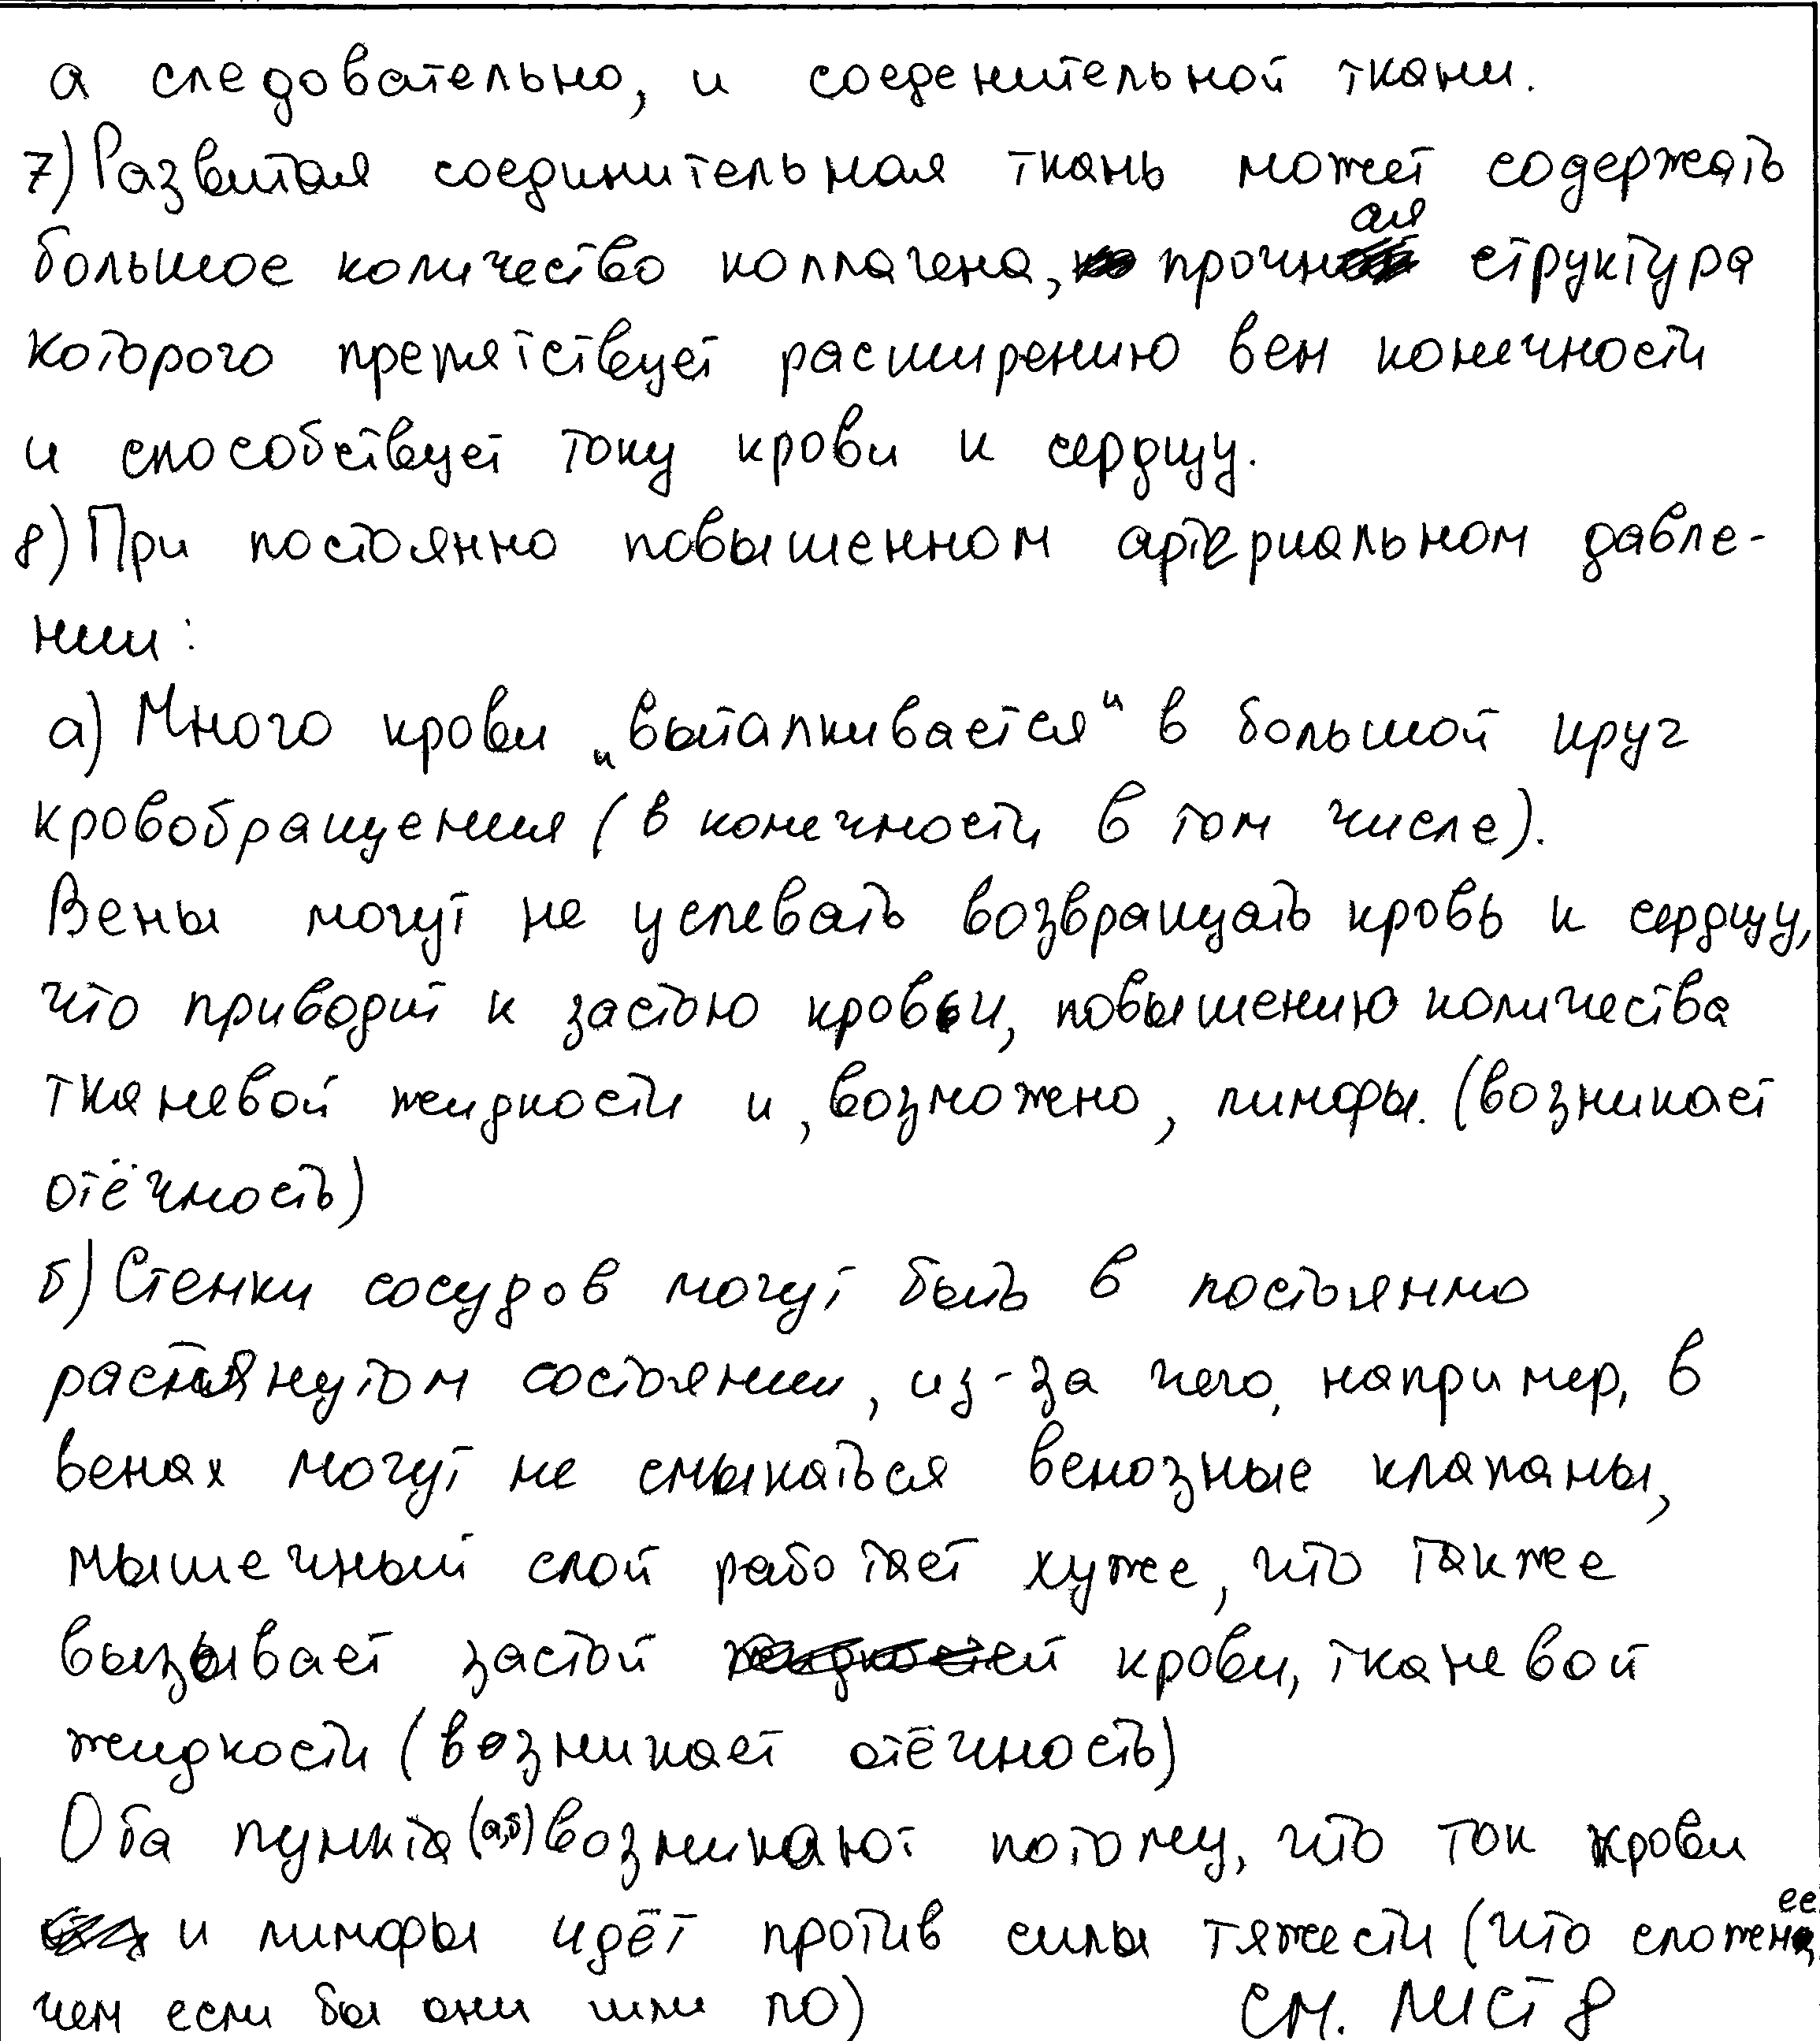 а следовательно, и соеденительной ткани.
7) Развитая соединительная ткань может содержать
большое количество коллагена, прочная структура
которого препятствует расширению вен конечности
и способствует току крови к сердцу.
8) При постоянно повышенном артериальном давле-
нии:
а) Много крови „выталкивается“ в большой круг
кровобращения (в конечности в том числе).
Вены могут не успевать возвращать кровь к сердцу,
что приводит к застою крови, повышению количества
тканевой жидкости и, возможно, лимфы. (возникает
отёчность)
б) Стенки сосудов могут быть в постоянно
растянутом состоянии, из-за чего, например, в
венах могут не смыкаться венозные клапаны,
мышечный слой работает хуже, что также
вызывает застой крови, тканевой
жидкости (возникает отёчность)
Оба пункта (а,б) возникают потому, что ток крови
и лимфы идёт против силы тяжести (что сложнее,
чем если бы они шли по) см. лист 8